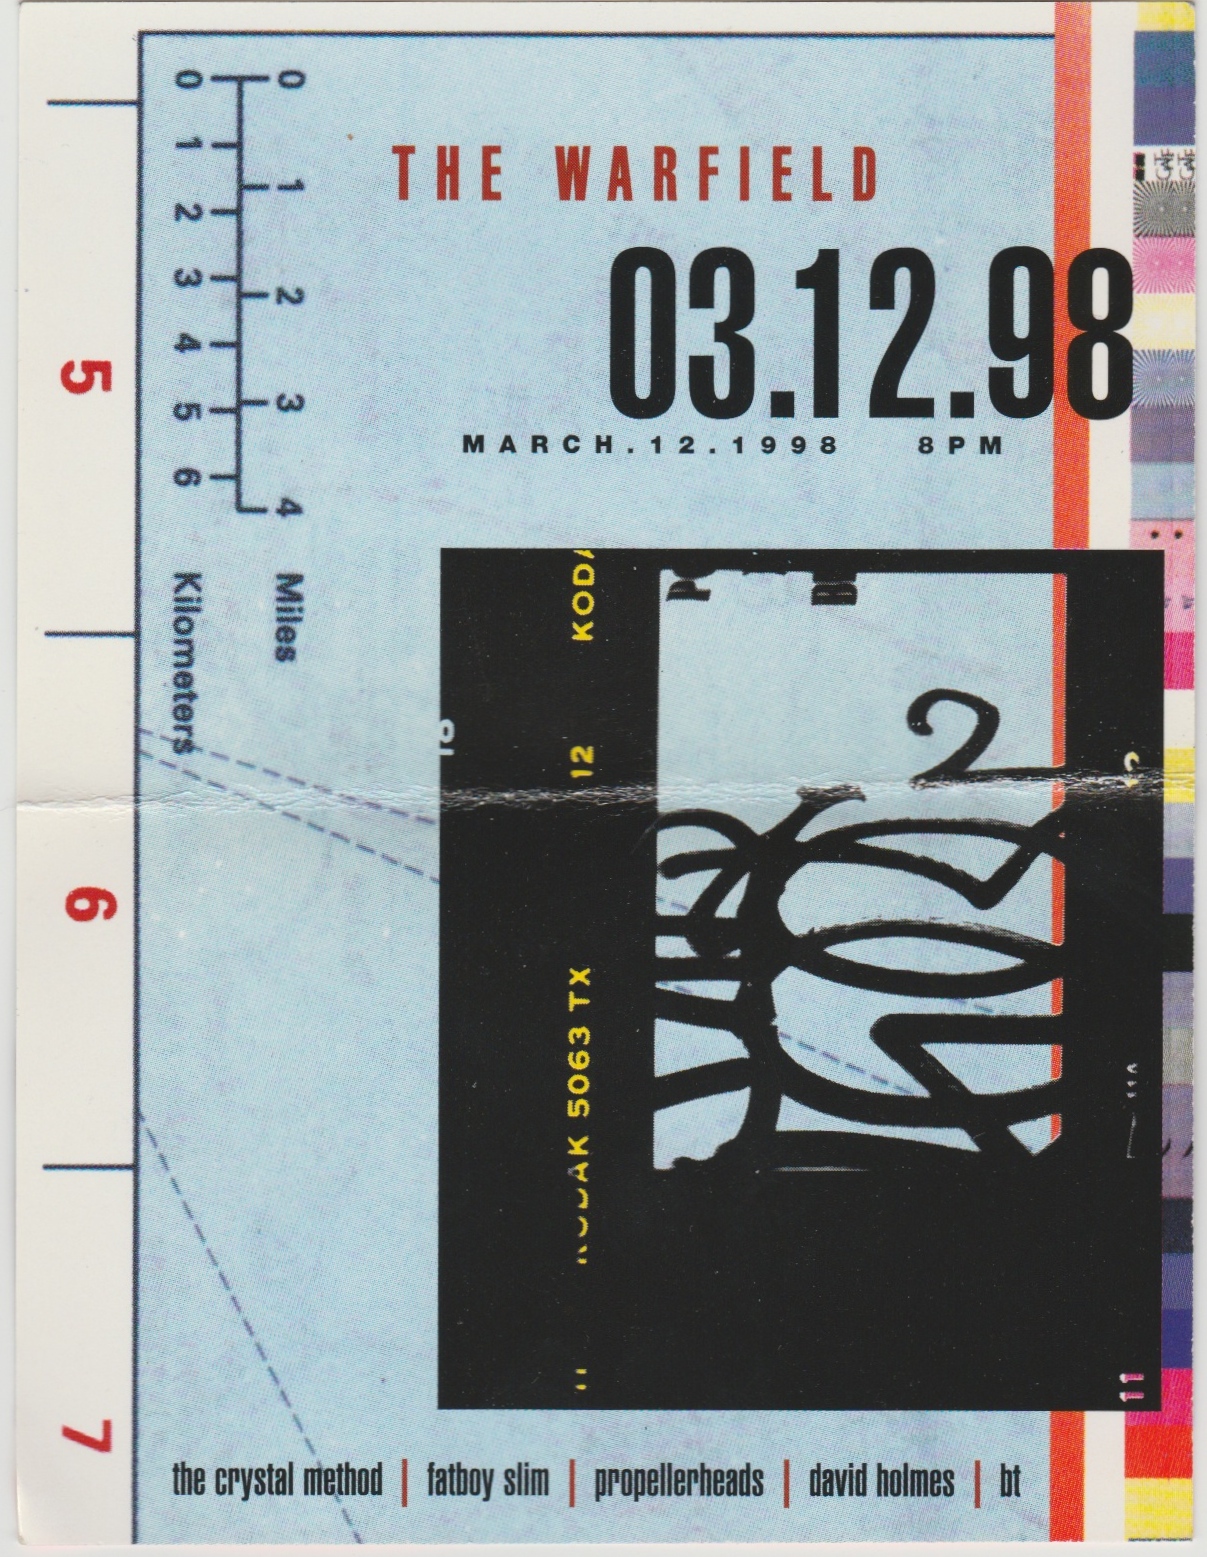 THE WARFIELD
03.12.98
MARCH.12.1998 8PM
0 1 2 3 4 Miles
0 1 2 3 4 5 6 Kilometers
5
6
7
KODA
12
KODAK 5063 TX
11
11
the crystal method | fatboy slim | propellerheads | david holmes | bt